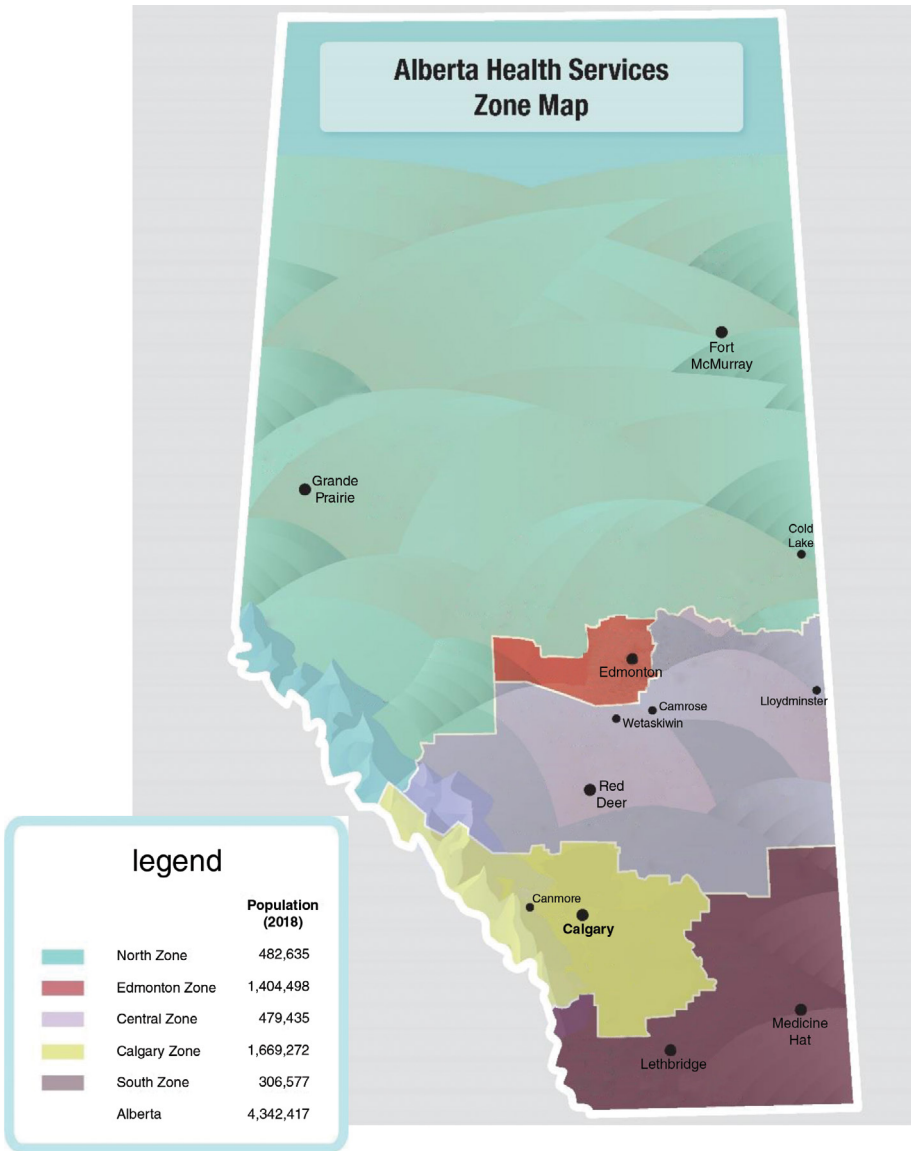 Alberta Health Services
Zone Map
Fort
McMurray
Grande
Prairie
Cold
Lake
Edmonton
Lloydminster
Camrose
Wetaskiwin
Red
Deer
Canmore
Calgary
Medicine
Hat
Lethbridge
legend
Population
(2018)
North Zone 482,635
Edmonton Zone 1,404,498
Central Zone 479,435
Calgary Zone 1,669,272
South Zone 306,577
Alberta 4,342,417